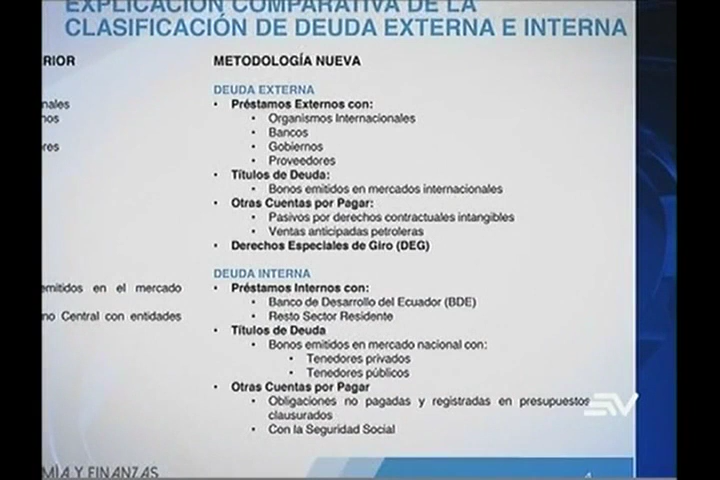 EXPLICACIÓN COMPARATIVA DE LA
CLASIFICACIÓN DE DEUDA EXTERNA E INTERNA
RIOR
nales
nos
res
emitidos en el mercado
no Central con entidades
METODOLOGÍA NUEVA
DEUDA EXTERNA
• Préstamos Externos con:
• Organismos Internacionales
• Bancos
• Gobiernos
• Proveedores
• Títulos de Deuda:
• Bonos emitidos en mercados internacionales
• Otras Cuentas por Pagar:
• Pasivos por derechos contractuales intangibles
• Ventas anticipadas petroleras
• Derechos Especiales de Giro (DEG)
DEUDA INTERNA
• Préstamos Internos con:
• Banco de Desarrollo del Ecuador (BDE)
• Resto Sector Residente
• Títulos de Deuda
• Bonos emitidos en mercado nacional con:
• Tenedores privados
• Tenedores públicos
• Otras Cuentas por Pagar
• Obligaciones no pagadas y registradas en presupuestos
clausurados
• Con la Seguridad Social
MÍA Y FINANZAS